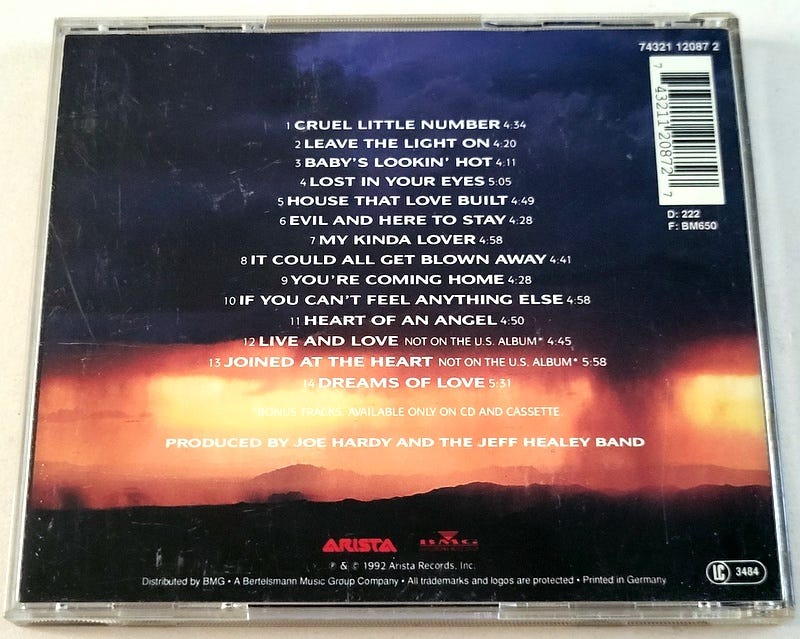 74321 12087 2
7 43211 20872 7
D: 222
F: BM650
1 CRUEL LITTLE NUMBER 4:34
2 LEAVE THE LIGHT ON 4:20
3 BABY'S LOOKIN' HOT 4:11
4 LOST IN YOUR EYES 5:05
5 HOUSE THAT LOVE BUILT 4:49
6 EVIL AND HERE TO STAY 4:28
7 MY KINDA LOVER 4:58
8 IT COULD ALL GET BLOWN AWAY 4:41
9 YOU'RE COMING HOME 4:28
10 IF YOU CAN'T FEEL ANYTHING ELSE 4:58
11 HEART OF AN ANGEL 4:50
12 LIVE AND LOVE NOT ON THE U.S. ALBUM* 4:45
13 JOINED AT THE HEART NOT ON THE U.S. ALBUM* 5:58
14 DREAMS OF LOVE 5:31
*BONUS TRACKS. AVAILABLE ONLY ON CD AND CASSETTE.
PRODUCED BY JOE HARDY AND THE JEFF HEALEY BAND
ARISTA BMG
℗ & © 1992 Arista Records, Inc.
Distributed by BMG • A Bertelsmann Music Group Company • All trademarks and logos are protected • Printed in Germany
LC 3484